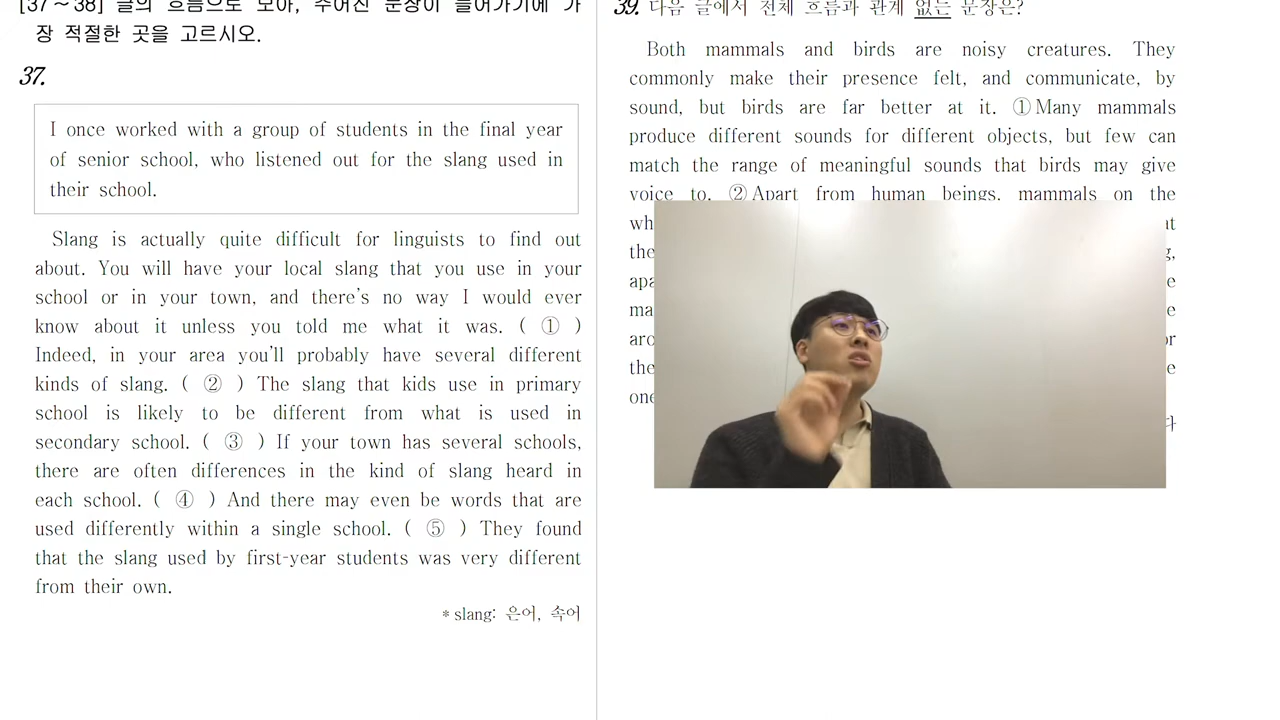 [37~38] 글의 흐름으로 보아, 주어진 문장이 들어가기에 가
장 적절한 곳을 고르시오.
37.
I once worked with a group of students in the final year
of senior school, who listened out for the slang used in
their school.
Slang is actually quite difficult for linguists to find out
about. You will have your local slang that you use in your
school or in your town, and there's no way I would ever
know about it unless you told me what it was. ( ① )
Indeed, in your area you'll probably have several different
kinds of slang. ( ② ) The slang that kids use in primary
school is likely to be different from what is used in
secondary school. ( ③ ) If your town has several schools,
there are often differences in the kind of slang heard in
each school. ( ④ ) And there may even be words that are
used differently within a single school. ( ⑤ ) They found
that the slang used by first-year students was very different
from their own.
* slang: 은어, 속어
39. 다음 글에서 전체 흐름과 관계 없는 문장은?
Both mammals and birds are noisy creatures. They
commonly make their presence felt, and communicate, by
sound, but birds are far better at it. ① Many mammals
produce different sounds for different objects, but few can
match the range of meaningful sounds that birds may give
voice to. ② Apart from human beings, mammals on the